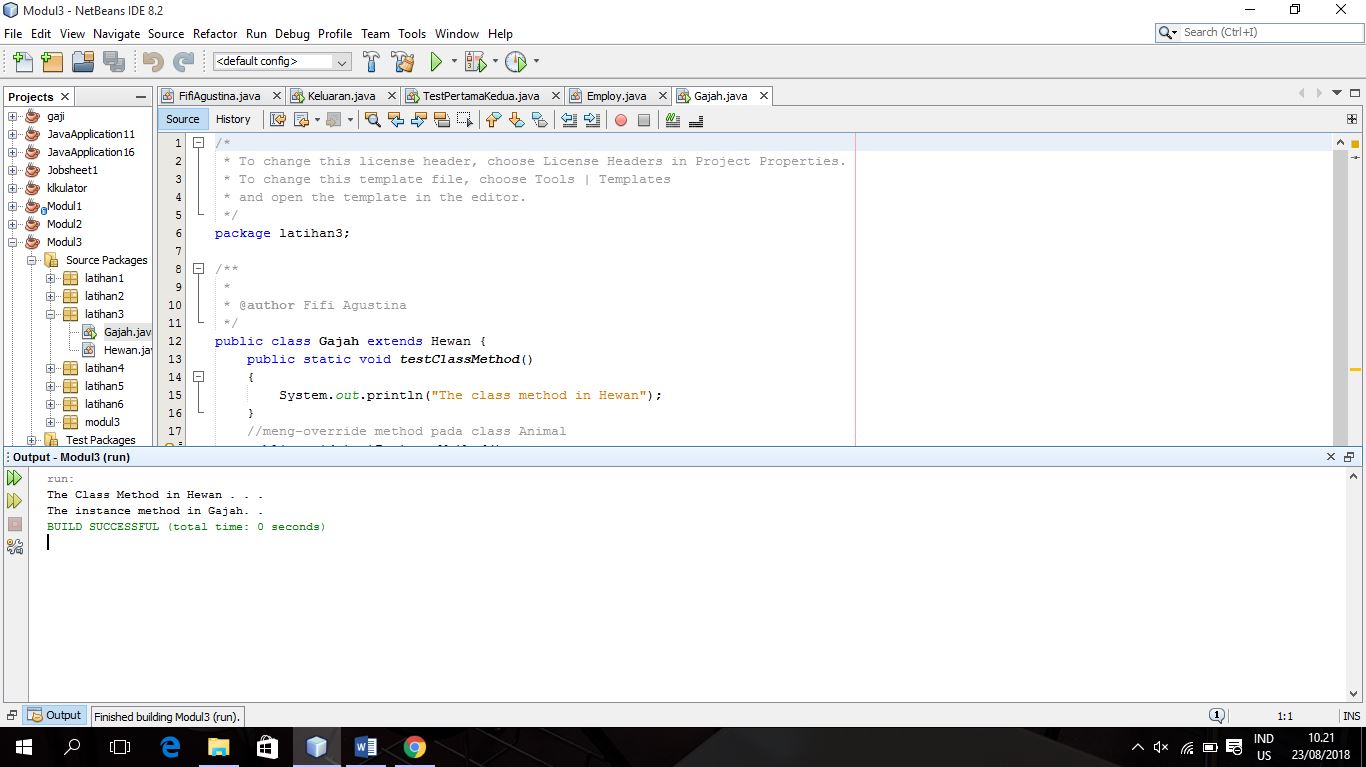 Modul3 - NetBeans IDE 8.2
File Edit View Navigate Source Refactor Run Debug Profile Team Tools Window Help
Search (Ctrl+I)
<default config>
Projects
FifiAgustina.java Keluaran.java TestPertamaKedua.java Employ.java Gajah.java
Source History
gaji
JavaApplication11
JavaApplication16
Jobsheet1
klkulator
Modul1
Modul2
Modul3
Source Packages
latihan1
latihan2
latihan3
Gajah.jav
Hewan.ja
latihan4
latihan5
latihan6
modul3
Test Packages
1 /*
2 * To change this license header, choose License Headers in Project Properties.
3 * To change this template file, choose Tools | Templates
4 * and open the template in the editor.
5 */
6 package latihan3;
7
8 /**
9 *
10 * @author Fifi Agustina
11 */
12 public class Gajah extends Hewan {
13 public static void testClassMethod()
14 {
15 System.out.println("The class method in Hewan");
16 }
17 //meng-override method pada class Animal
Output - Modul3 (run)
run:
The Class Method in Hewan . . .
The instance method in Gajah. .
BUILD SUCCESSFUL (total time: 0 seconds)
Output
Finished building Modul3 (run).
1
1:1
INS
IND
US
10.21
23/08/2018